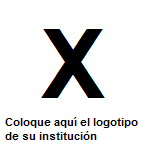 X
Coloque aquí el logotipo
de su institución